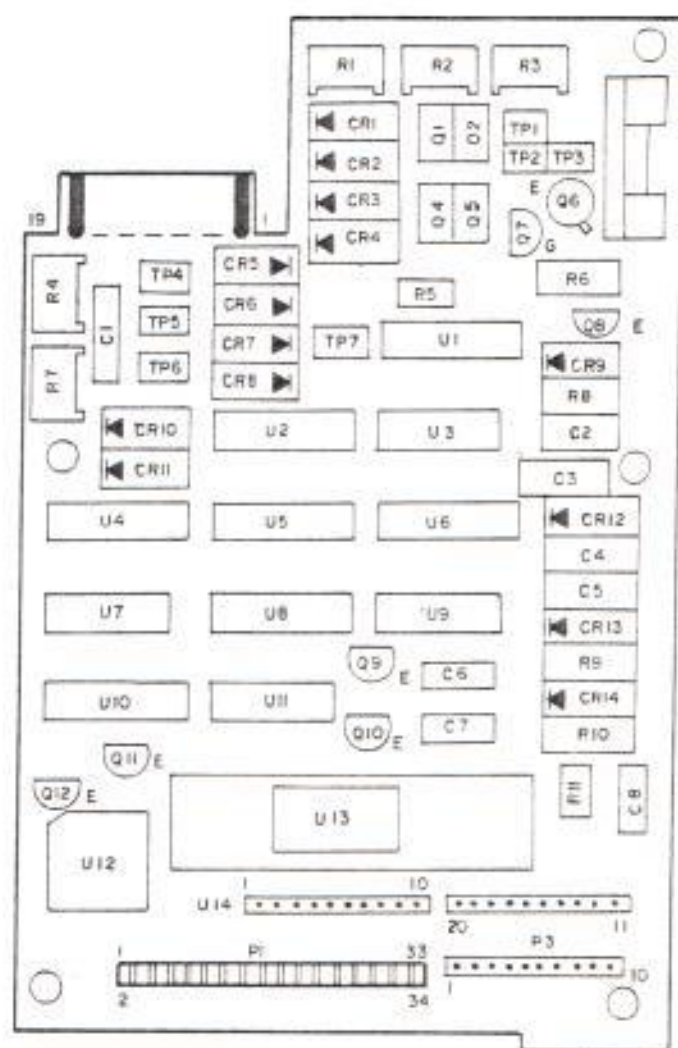 R1 R2 R3
CR1 Q1 Q2 TP1
CR2 TP2 TP3
CR3 E Q6
19 1 CR4 Q4 Q5 Q7 G
R4 TP4 CR5 R6
C1 TP5 CR6 R5 Q8 E
R7 TP6 CR7 TP7 U1 CR9
CR8 R8
CR10 U2 U3 C2
CR11 C3
U4 U5 U6 CR12
C4
C5
U7 U8 U9 CR13
Q9 E C6 R9
U10 U11 CR14
Q10 E C7 R10
Q11 E
Q12 E R11 C8
U12 U13
1 10
U14 20 11
1 P1 33 P3
2 34 1 10